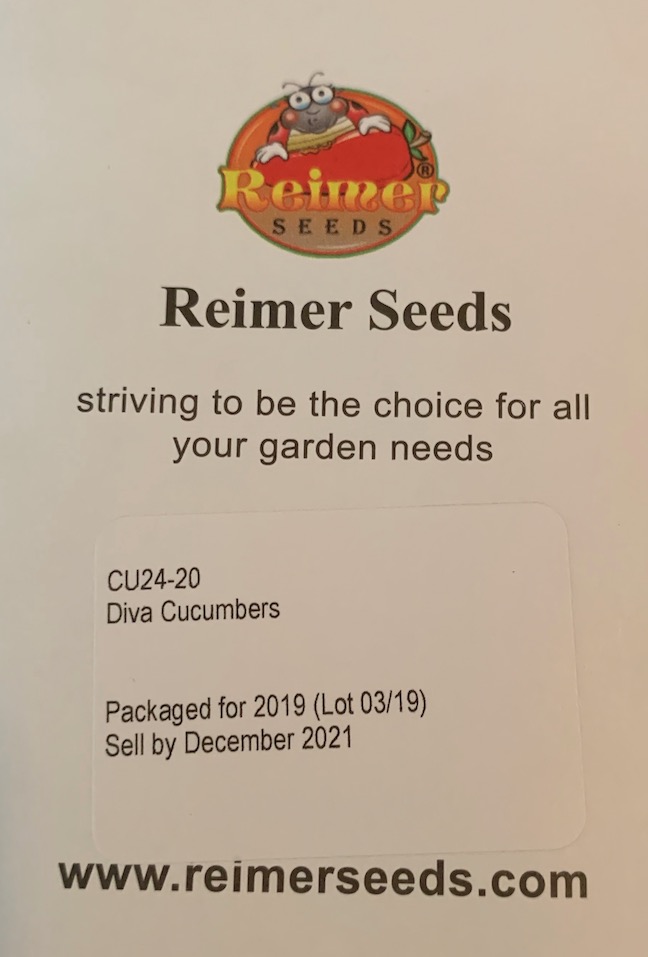 Reimer®
SEEDS
Reimer Seeds
striving to be the choice for all
your garden needs
CU24-20
Diva Cucumbers
Packaged for 2019 (Lot 03/19)
Sell by December 2021
www.reimerseeds.com